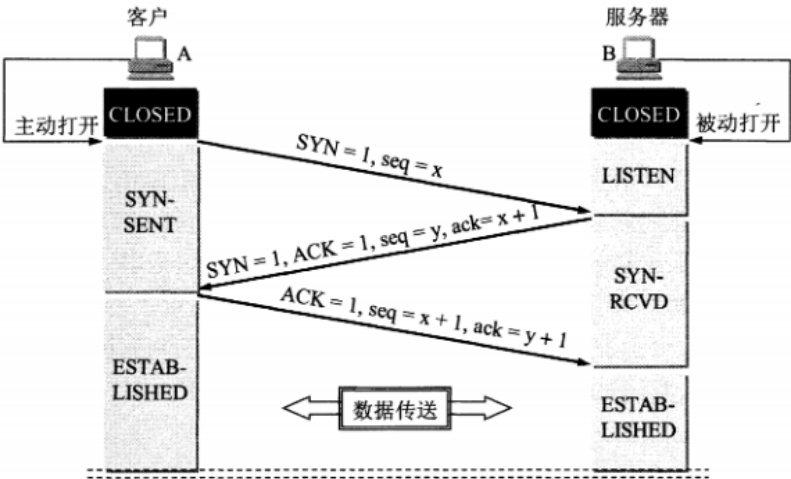 客户
服务器
A
B
CLOSED
CLOSED
主动打开
被动打开
SYN = 1, seq = x
LISTEN
SYN-
SENT
SYN = 1, ACK = 1, seq = y, ack= x + 1
SYN-
RCVD
ACK = 1, seq = x + 1, ack = y + 1
ESTAB-
LISHED
数据传送
ESTAB-
LISHED